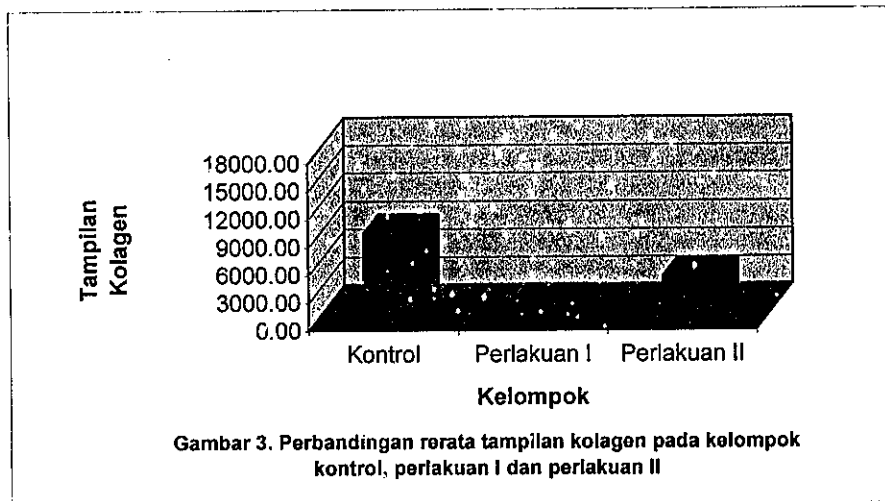 Tampilan
Kolagen
18000.00
15000.00
12000.00
9000.00
6000.00
3000.00
0.00
Kontrol
Perlakuan I
Perlakuan II
Kelompok
Gambar 3. Perbandingan rerata tampilan kolagen pada kelompok
kontrol, perlakuan I dan perlakuan II